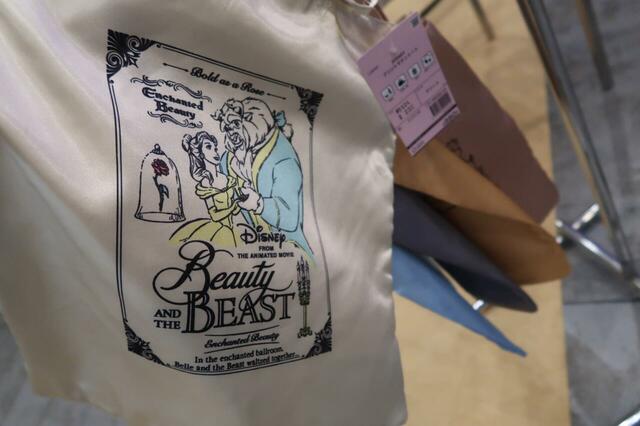 Bold as a Rose
Enchanted
Beauty
Disney
FROM
THE ANIMATED MOVIE
Beauty
AND THE BEAST
Enchanted Beauty
In the enchanted ballroom,
Belle and the Beast waltzed together...